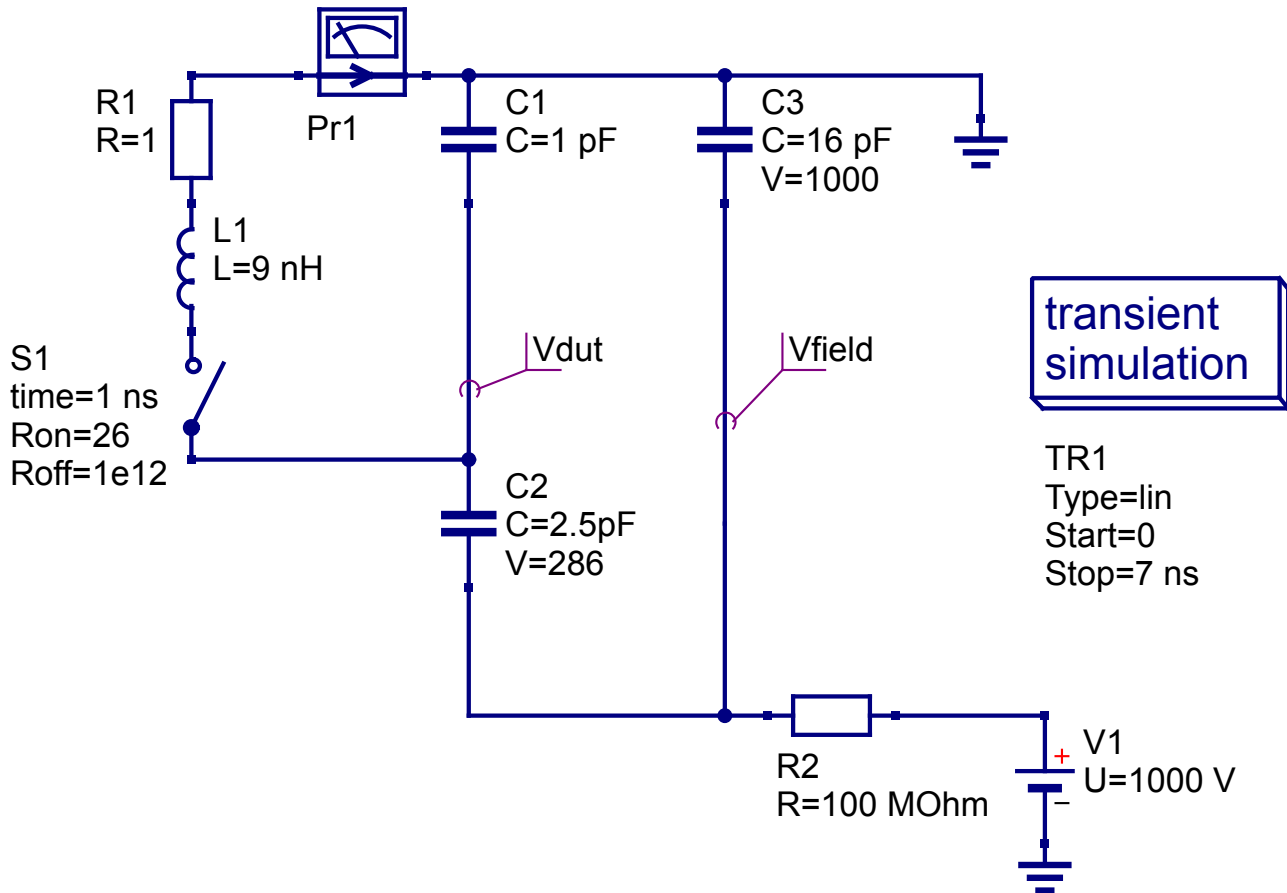 R1
R=1
Pr1
C1
C=1 pF
C3
C=16 pF
V=1000
L1
L=9 nH
S1
time=1 ns
Ron=26
Roff=1e12
Vdut
Vfield
transient
simulation
TR1
Type=lin
Start=0
Stop=7 ns
C2
C=2.5pF
V=286
R2
R=100 MOhm
+
V1
U=1000 V
−